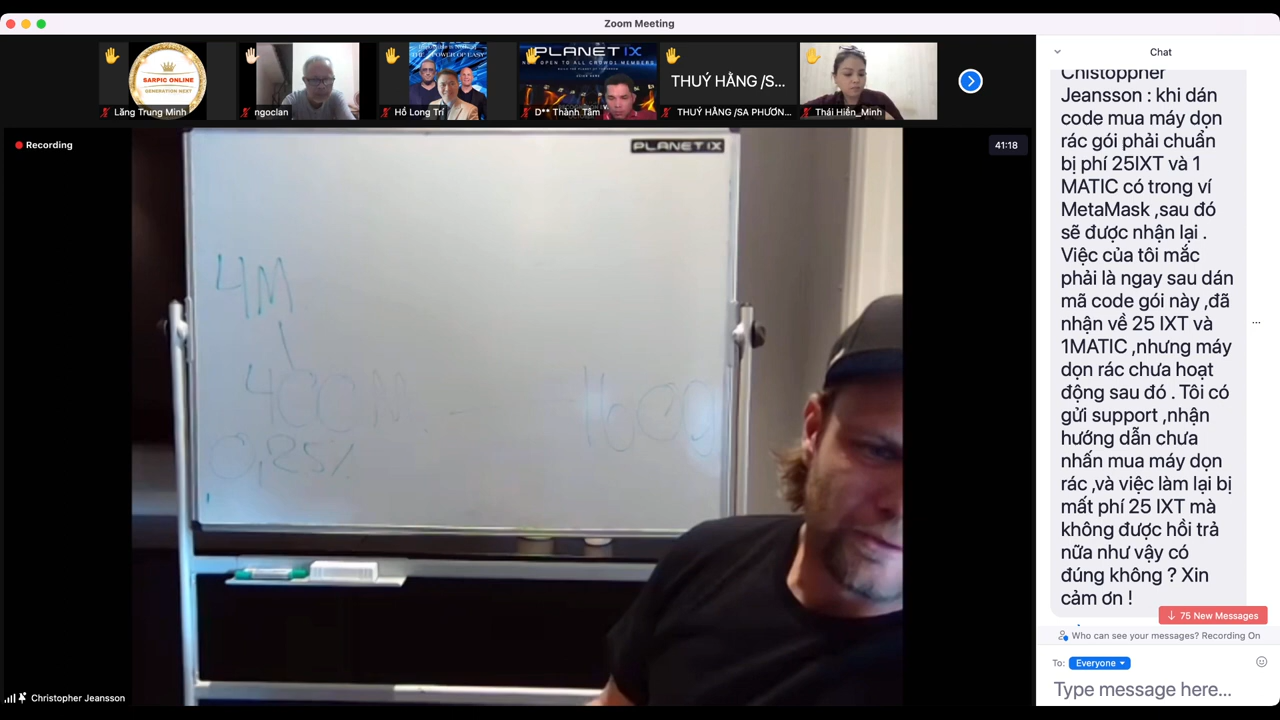 Zoom Meeting
SARPIC ONLINE
GENERATION NEXT
Lăng Trung Minh
ngoclan
Hồ Long Trí
PLANET IX
D** Thành Tâm
THUÝ HẰNG /S...
THUÝ HẰNG /SA PHƯƠN...
Thái Hiền_Minh
Recording
PLANET IX
41:18
4M
400M
1600
0,25%
Christopher Jeansson
Chat
Chistoppher
Jeansson : khi dán
code mua máy dọn
rác gói phải chuẩn
bị phí 25IXT và 1
MATIC có trong ví
MetaMask ,sau đó
sẽ được nhận lại .
Việc của tôi mắc
phải là ngay sau dán
mã code gói này ,đã
nhận về 25 IXT và
1MATIC ,nhưng máy
dọn rác chưa hoạt
động sau đó . Tôi có
gửi support ,nhận
hướng dẫn chưa
nhấn mua máy dọn
rác ,và việc làm lại bị
mất phí 25 IXT mà
không được hồi trả
nữa như vậy có
đúng không ? Xin
cảm ơn !
75 New Messages
Who can see your messages? Recording On
To: Everyone
Type message here...